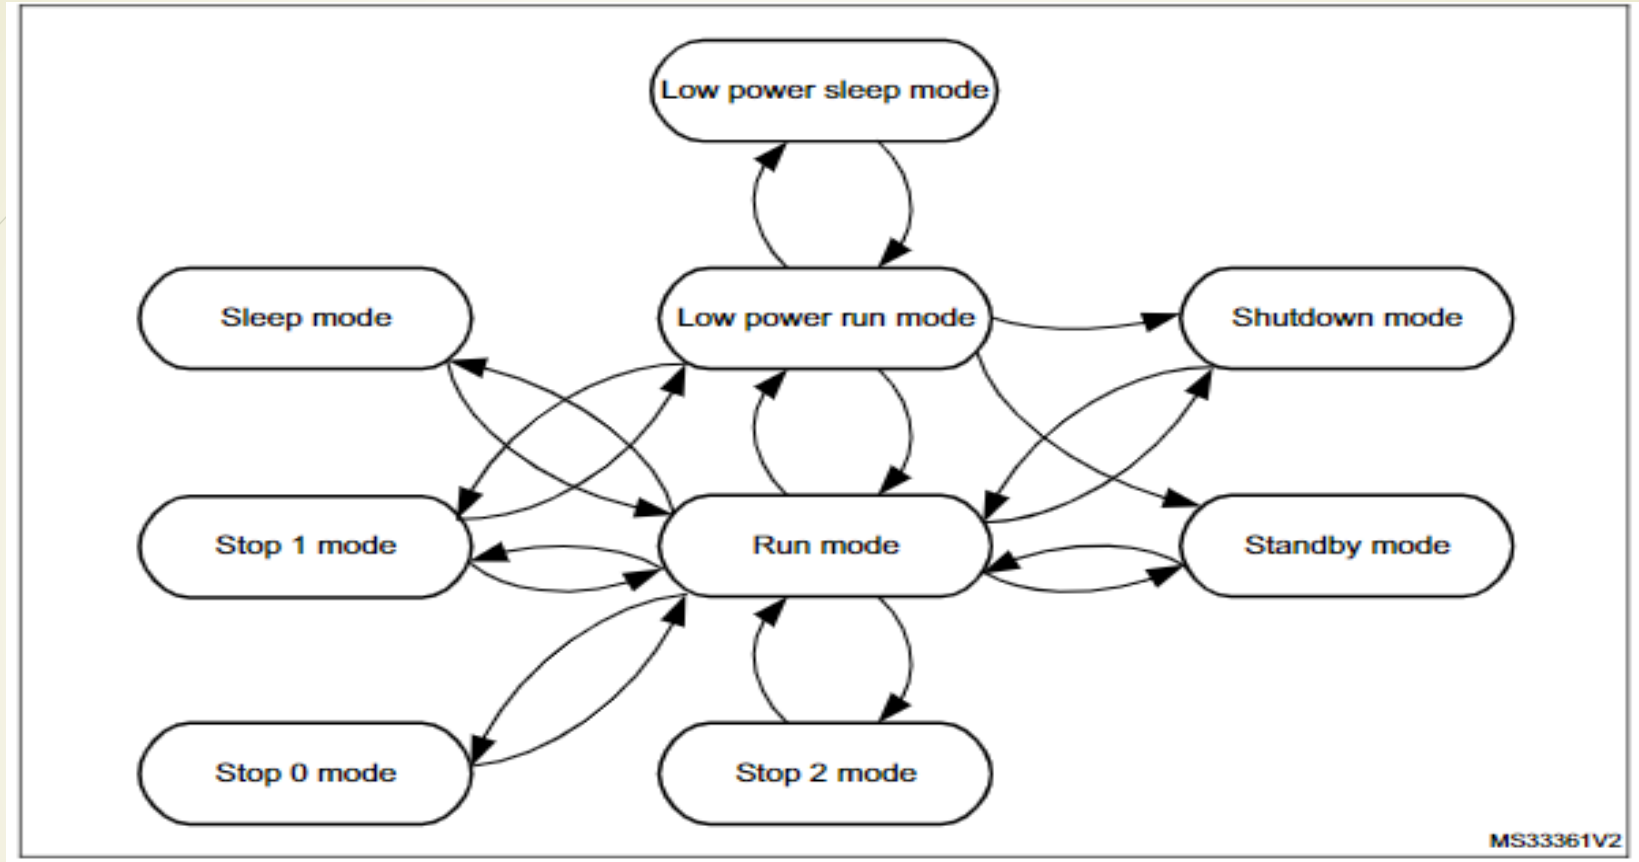 Low power sleep mode
Sleep mode
Low power run mode
Shutdown mode
Stop 1 mode
Run mode
Standby mode
Stop 0 mode
Stop 2 mode
MS33361V2